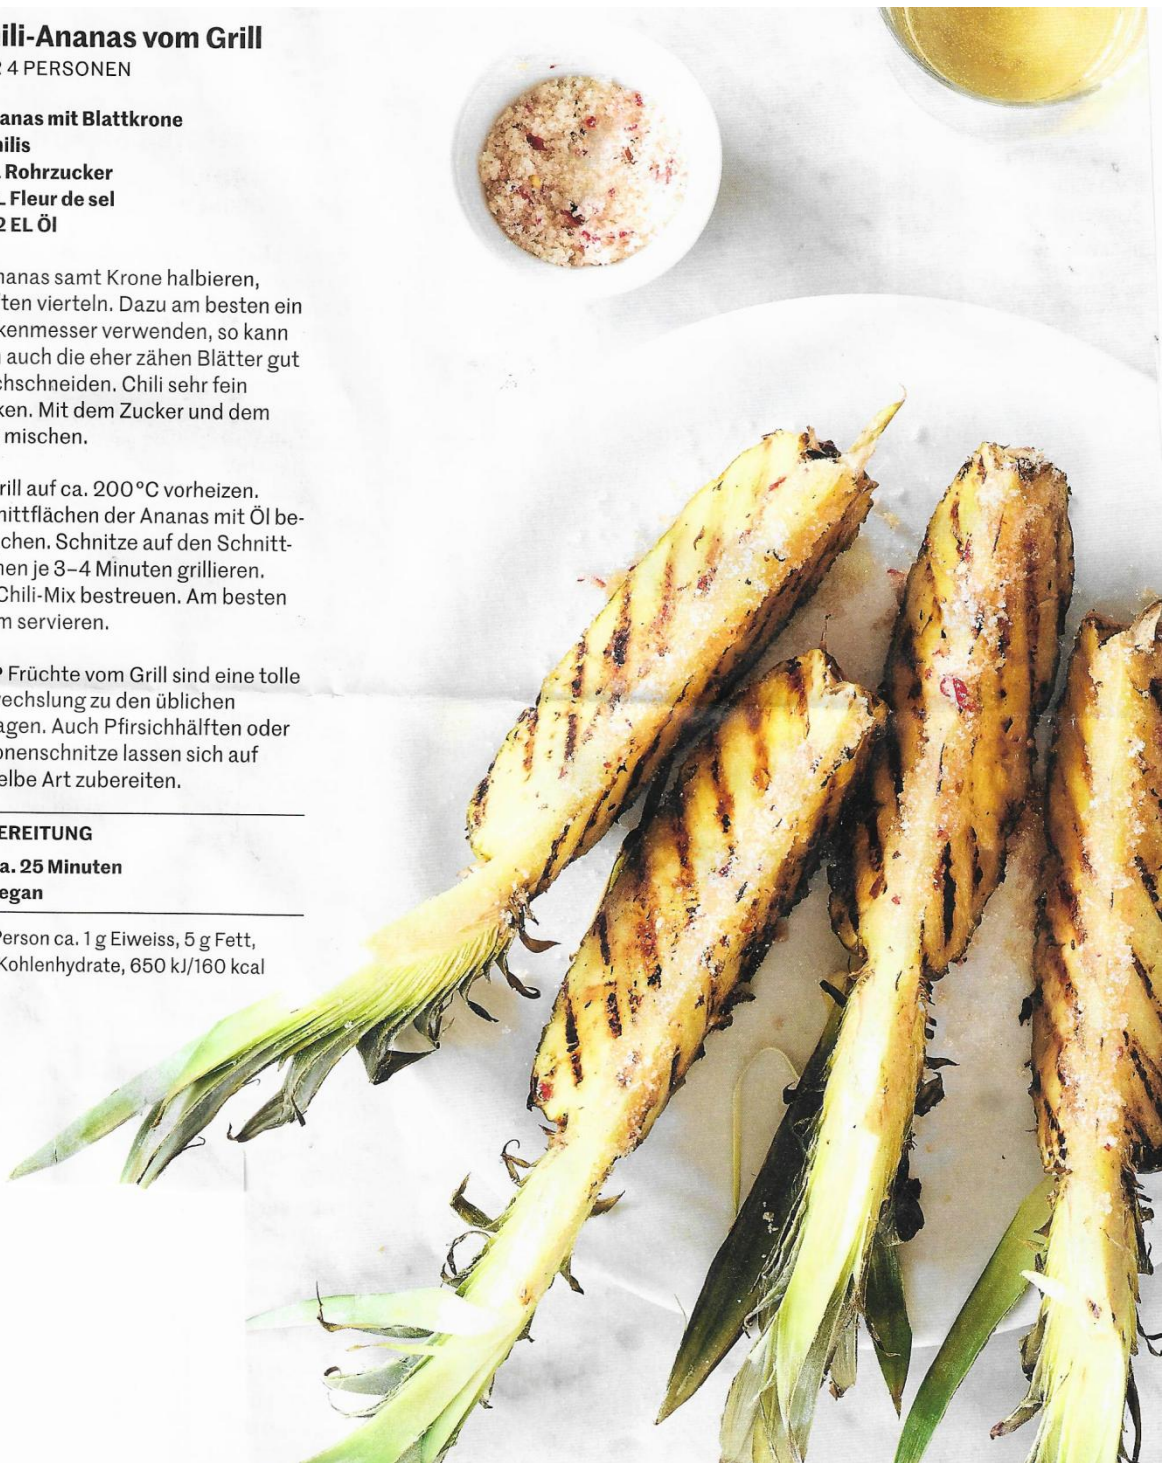 ili-Ananas vom Grill
4 PERSONEN
anas mit Blattkrone
ilis
. Rohrzucker
L Fleur de sel
2 EL Öl
nanas samt Krone halbieren,
ten vierteln. Dazu am besten ein
kenmesser verwenden, so kann
auch die eher zähen Blätter gut
chschneiden. Chili sehr fein
ken. Mit dem Zucker und dem
mischen.
rill auf ca. 200°C vorheizen.
nittflächen der Ananas mit Öl be-
chen. Schnitze auf den Schnitt-
nen je 3–4 Minuten grillieren.
Chili-Mix bestreuen. Am besten
m servieren.
P Früchte vom Grill sind eine tolle
echslung zu den üblichen
agen. Auch Pfirsichhälften oder
onenschnitze lassen sich auf
elbe Art zubereiten.
EREITUNG
a. 25 Minuten
egan
Person ca. 1 g Eiweiss, 5 g Fett,
Kohlenhydrate, 650 kJ/160 kcal